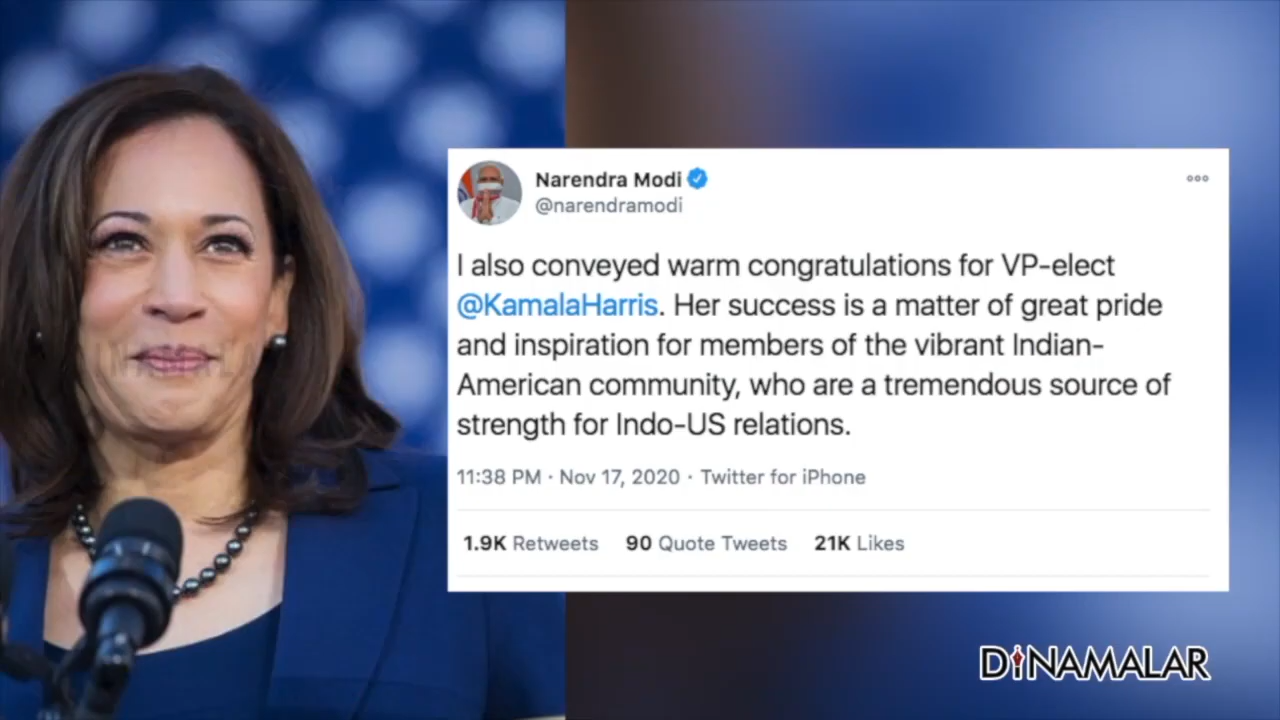 Narendra Modi
@narendramodi
I also conveyed warm congratulations for VP-elect
@KamalaHarris. Her success is a matter of great pride
and inspiration for members of the vibrant Indian-
American community, who are a tremendous source of
strength for Indo-US relations.
11:38 PM · Nov 17, 2020 · Twitter for iPhone
1.9K Retweets 90 Quote Tweets 21K Likes
DINAMALAR